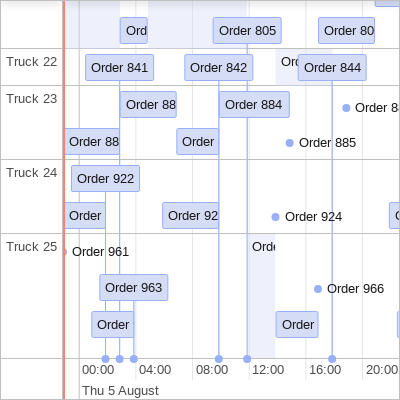 Ord
Order 805
Order 80
Truck 22
Order 841
Order 842
Ord
Order 844
Truck 23
Order 88
Order 884
Order 8
Order 88
Order
Order 885
Truck 24
Order 922
Order
Order 92
Order 924
Truck 25
Order 961
Orde
Order 963
Order 966
Order
Order
00:00
04:00
08:00
12:00
16:00
20:00
Thu 5 August